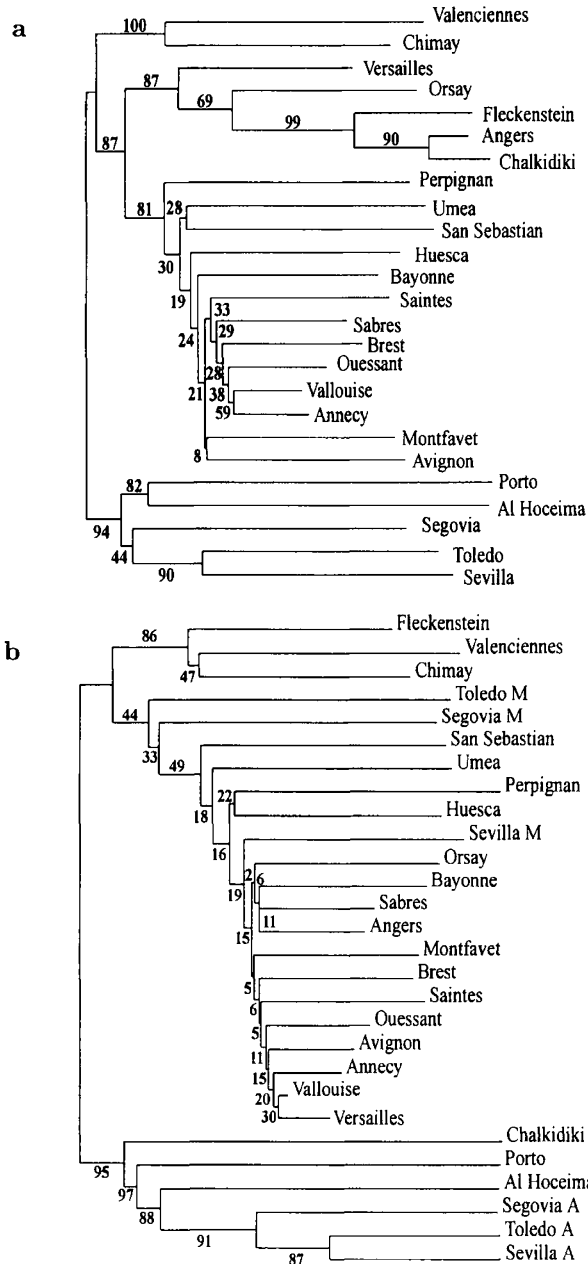 a
100
Valenciennes
Chimay
Versailles
87
Orsay
69
Fleckenstein
99
Angers
90
87
Chalkidiki
Perpignan
81
28
Umea
San Sebastian
30
Huesca
Bayonne
19
Saintes
33
Sabres
29
24
Brest
Ouessant
28
Vallouise
21
38
Annecy
59
Montfavet
8
Avignon
82
Porto
Al Hoceima
94
Segovia
44
Toledo
90
Sevilla
b
Fleckenstein
86
Valenciennes
47
Chimay
Toledo M
44
Segovia M
33
San Sebastian
49
Umea
Perpignan
22
18
Huesca
Sevilla M
16
Orsay
2
6
Bayonne
19
Sabres
11
Angers
15
Montfavet
Brest
5
Saintes
6
Ouessant
5
Avignon
11
Annecy
15
Vallouise
20
30
Versailles
Chalkidiki
95
Porto
97
Al Hoceima
88
Segovia A
91
Toledo A
87
Sevilla A